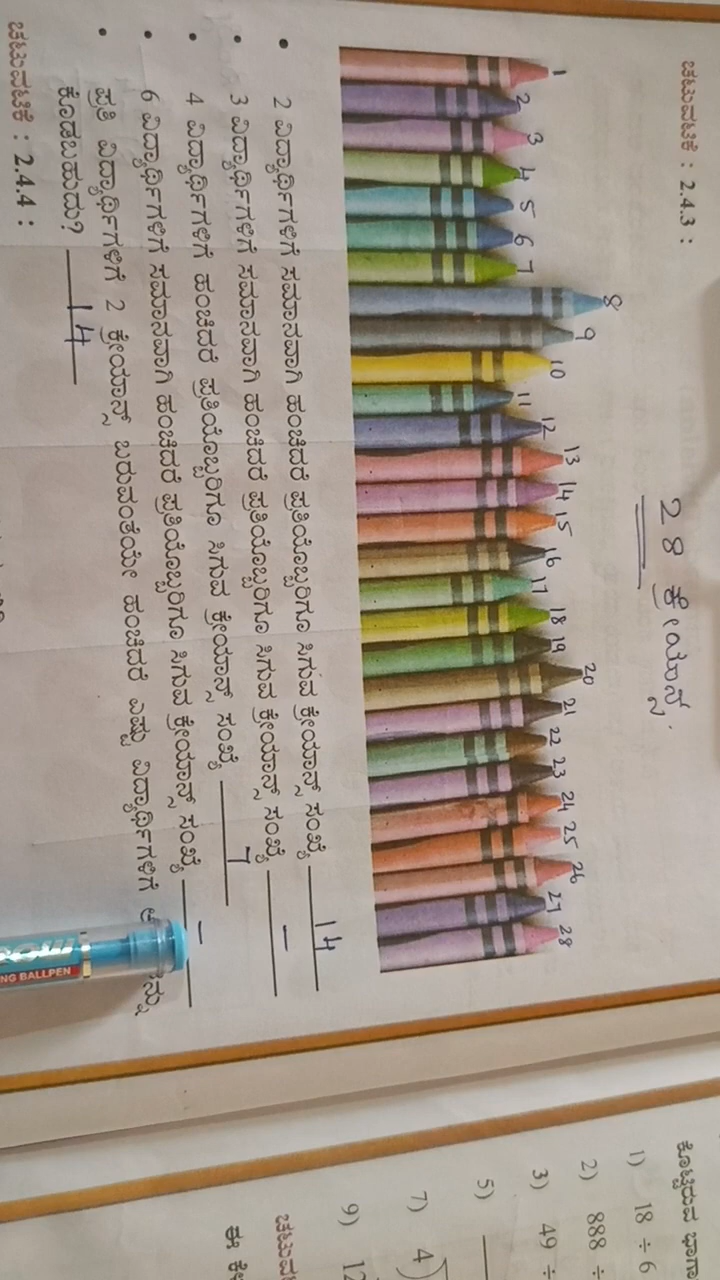 ಚಟುವಟಿಕೆ : 2.4.3 :
28 ಕ್ರೇಯಾನ್ಸ್
1 2 3 4 5 6 7 8 9 10 11 12 13 14 15 16 17 18 19 20 21 22 23 24 25 26 27 28
• 2 ವಿದ್ಯಾರ್ಥಿಗಳಿಗೆ ಸಮಾನವಾಗಿ ಹಂಚಿದರೆ ಪ್ರತಿಯೊಬ್ಬರಿಗೂ ಸಿಗುವ ಕ್ರೇಯಾನ್ಸ್ ಸಂಖ್ಯೆ 14
• 3 ವಿದ್ಯಾರ್ಥಿಗಳಿಗೆ ಸಮಾನವಾಗಿ ಹಂಚಿದರೆ ಪ್ರತಿಯೊಬ್ಬರಿಗೂ ಸಿಗುವ ಕ್ರೇಯಾನ್ಸ್ ಸಂಖ್ಯೆ –
• 4 ವಿದ್ಯಾರ್ಥಿಗಳಿಗೆ ಹಂಚಿದರೆ ಪ್ರತಿಯೊಬ್ಬರಿಗೂ ಸಿಗುವ ಕ್ರೇಯಾನ್ಸ್ ಸಂಖ್ಯೆ 7
• 6 ವಿದ್ಯಾರ್ಥಿಗಳಿಗೆ ಸಮಾನವಾಗಿ ಹಂಚಿದರೆ ಪ್ರತಿಯೊಬ್ಬರಿಗೂ ಸಿಗುವ ಕ್ರೇಯಾನ್ಸ್ ಸಂಖ್ಯೆ –
• ಪ್ರತಿ ವಿದ್ಯಾರ್ಥಿಗಳಿಗೆ 2 ಕ್ರೇಯಾನ್ಸ್ ಬರುವಂತೆಯೇ ಹಂಚಿದರೆ ಎಷ್ಟು ವಿದ್ಯಾರ್ಥಿಗಳಿಗೆ
ಕೊಡಬಹುದು? 14
ಚಟುವಟಿಕೆ : 2.4.4 :
BALLPEN
ಕೊಟ್ಟಿರುವ
1) 18 ÷ 6
2) 888 ÷
3) 49 ÷
5)
7) 4
9)